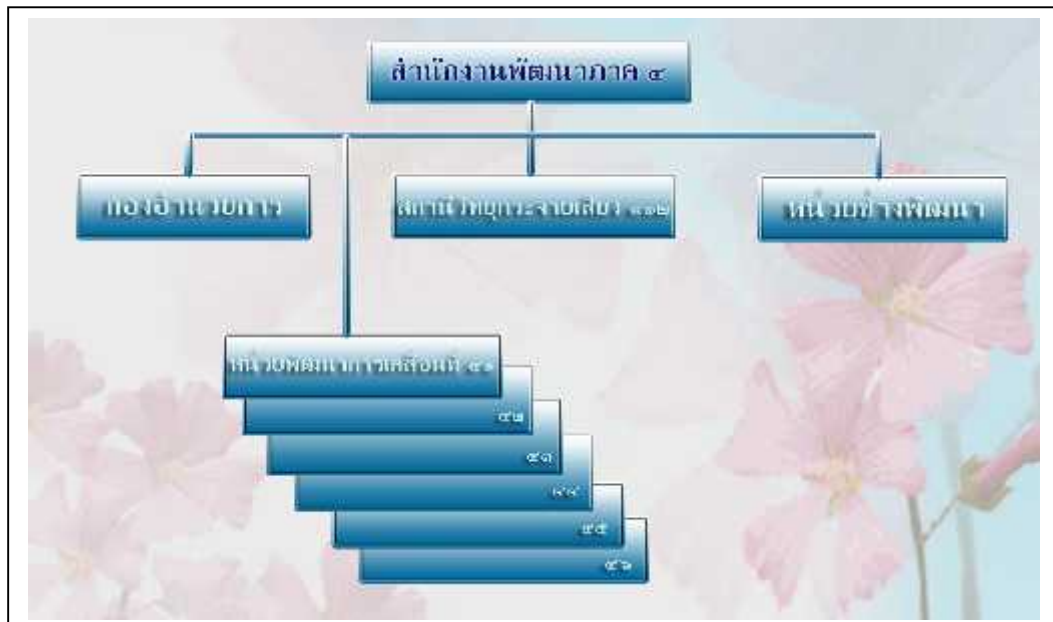 สำนักงานพัฒนาภาค ๔
กองอำนวยการ
สถานีวิทยุกระจายเสียง ๙๑๒
หน่วยช่างพัฒนา
หน่วยพัฒนาการเคลื่อนที่ ๔๑
๔๒
๔๓
๔๔
๔๕
๔๖